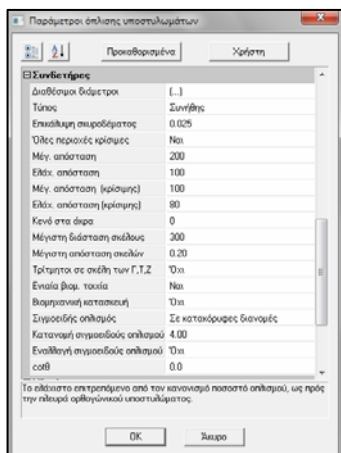 Παράμετροι όπλισης υποστυλωμάτων
Προκαθορισμένα Χρήστη
Συνδετήρας
Διαθέσιμοι διάμετροι (...)
Τύπος Συνήθης
Επικάλυψη σκυροδέματος 0.025
Όλες περιοχές κρίσιμες Ναι
Μέγ. απόσταση 200
Ελάχ. απόσταση 100
Μέγ. απόσταση (κρίσιμης) 100
Ελάχ. απόσταση (κρίσιμης) 80
Κενό στα άκρα 0
Μέγιστη διάσταση σκέλους 300
Μέγιστη απόσταση σκελών 0.20
Τρίτμητοι σε σκέλη των Γ,Τ,Ζ Όχι
Ενιαία βιομ. τοιχία Ναι
Βιομηχανική κατασκευή Όχι
Σιγμοειδής οπλισμός Σε κατακόρυφες διανομές
Κατανομή σιγμοειδούς οπλισμού 4.00
Εναλλαγή σιγμοειδούς οπλισμού Όχι
cotθ 0.0
Το ελάχιστο επιτρεπόμενο από τον κανονισμό ποσοστό οπλισμού, ως πρός
την πλευρά ορθογωνικού υποστυλώματος.
OK Άκυρο